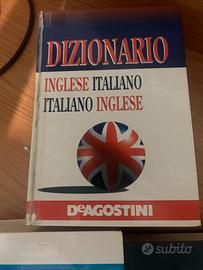 DIZIONARIO
INGLESE ITALIANO
ITALIANO INGLESE
DEAGOSTINI
subito